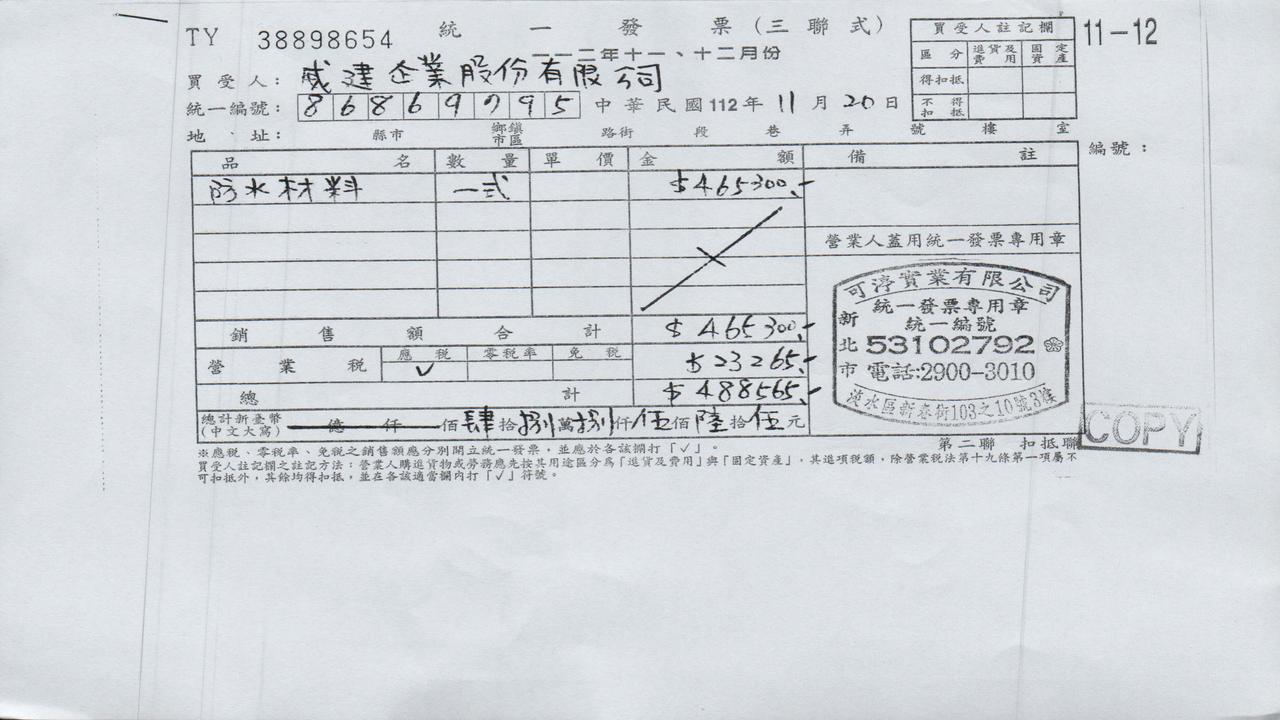 TY 38898654
統一發票(三聯式)
一一二年十一、十二月份
11-12
買受人註記欄
區分 進貨及費用 固定資產
得扣抵
不得扣抵
買受人: 威建企業股份有限公司
統一編號: 86869795 中華民國112年11月20日
地址: 縣市 鄉鎮市區 路街 段 巷 弄 號 樓 室
編號:
品名 數量 單價 金額 備註
防水材料 一式 $465300.-
營業人蓋用統一發票專用章
銷售額合計 $465300.-
營業稅 應稅 零稅率 免稅 $23265.-
✓
總計 $488565.-
總計新臺幣(中文大寫) 億 仟 佰 肆拾捌萬捌仟伍佰陸拾伍元
可渟實業有限公司
統一發票專用章
統一編號
新北市
53102792
電話:2900-3010
淡水區新春街103之10號3樓
第二聯 扣抵聯
COPY
※應稅、零稅率、免稅之銷售額應分別開立統一發票,並應於各該欄打「✓」。
買受人註記欄之註記方法:營業人購進貨物或勞務應先按其用途區分為「進貨及費用」與「固定資產」,其進項稅額,除營業稅法第十九條第一項屬不
可扣抵外,其餘均得扣抵,並在各該適當欄內打「✓」符號。